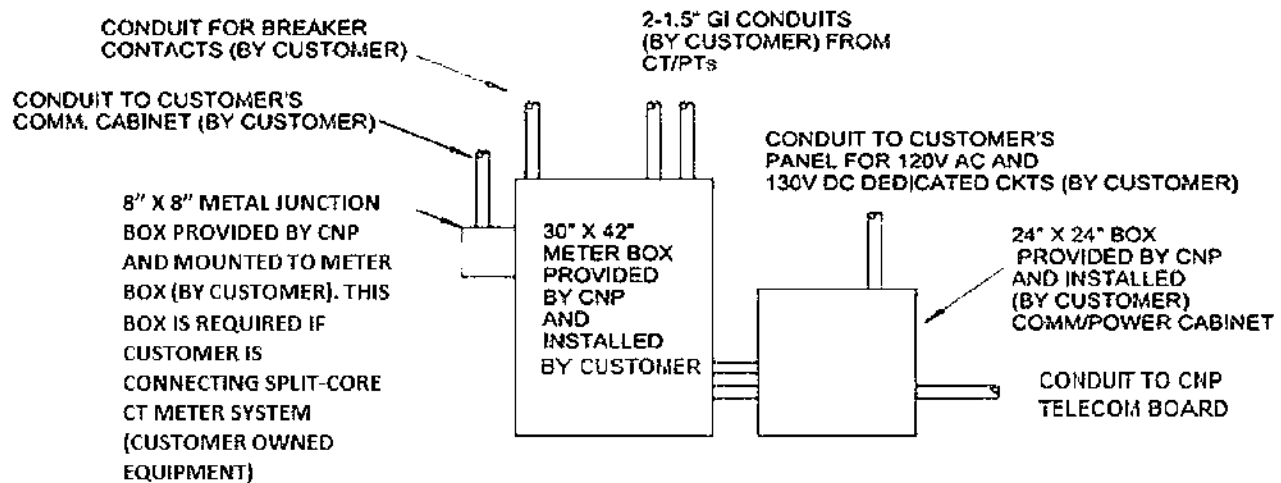 CONDUIT FOR BREAKER
CONTACTS (BY CUSTOMER)
2-1.5" GI CONDUITS
(BY CUSTOMER) FROM
CT/PTs
CONDUIT TO CUSTOMER'S
COMM. CABINET (BY CUSTOMER)
CONDUIT TO CUSTOMER'S
PANEL FOR 120V AC AND
130V DC DEDICATED CKTS (BY CUSTOMER)
8" X 8" METAL JUNCTION
BOX PROVIDED BY CNP
AND MOUNTED TO METER
BOX (BY CUSTOMER). THIS
BOX IS REQUIRED IF
CUSTOMER IS
CONNECTING SPLIT-CORE
CT METER SYSTEM
(CUSTOMER OWNED
EQUIPMENT)
30" X 42"
METER BOX
PROVIDED
BY CNP
AND
INSTALLED
BY CUSTOMER
24" X 24" BOX
PROVIDED BY CNP
AND INSTALLED
(BY CUSTOMER)
COMM/POWER CABINET
CONDUIT TO CNP
TELECOM BOARD